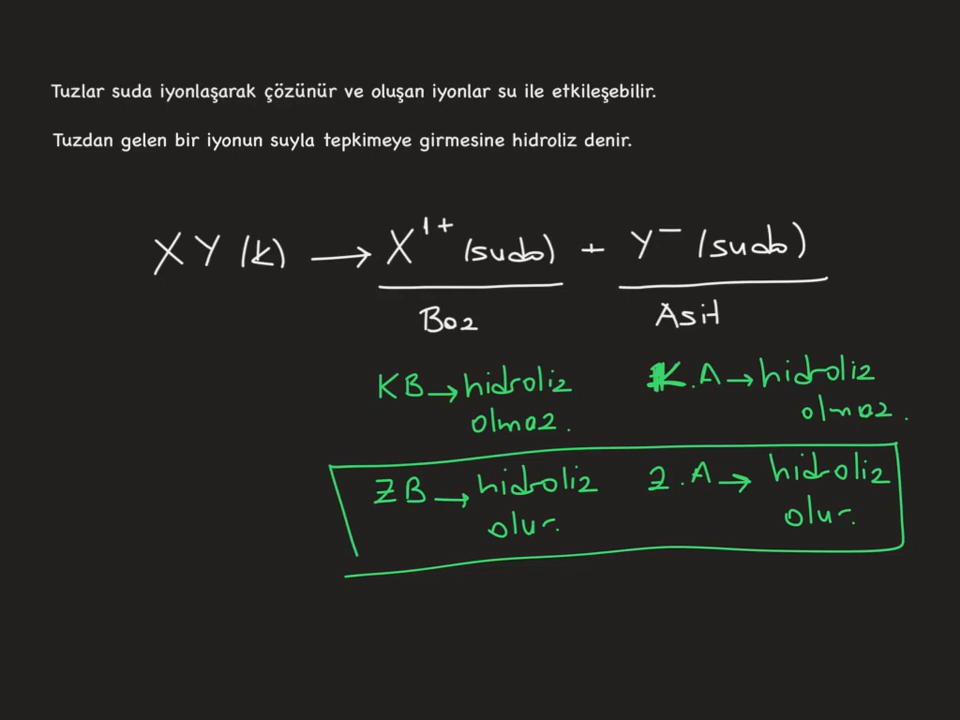 Tuzlar suda iyonlaşarak çözünür ve oluşan iyonlar su ile etkileşebilir.
Tuzdan gelen bir iyonun suyla tepkimeye girmesine hidroliz denir.
XY(k) → X¹⁺(suda) + Y⁻(suda)
Baz Asit
KB → hidroliz olmaz.
K.A → hidroliz olmaz.
ZB → hidroliz olur.
Z.A → hidroliz olur.